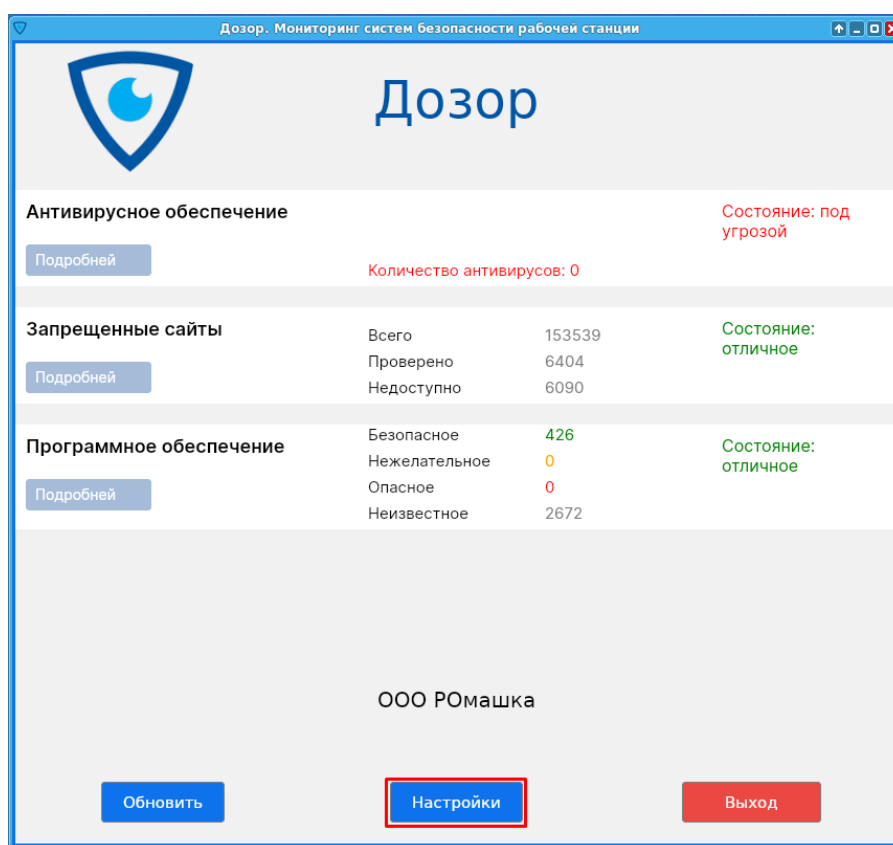 Дозор. Мониторинг систем безопасности рабочей станции
Дозор
Антивирусное обеспечение
Состояние: под
угрозой
Подробней
Количество антивирусов: 0
Запрещенные сайты
Всего 153539
Состояние:
отличное
Проверено 6404
Подробней
Недоступно 6090
Программное обеспечение
Безопасное 426
Состояние:
отличное
Нежелательное 0
Подробней
Опасное 0
Неизвестное 2672
ООО РОмашка
Обновить Настройки Выход